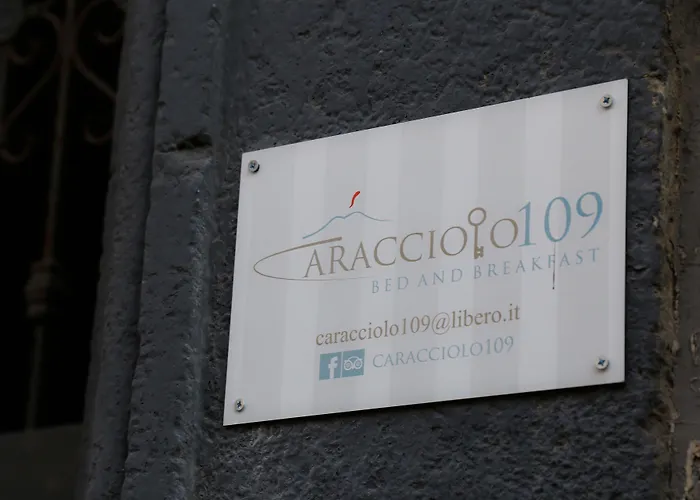 CARACCIOLO109
BED AND BREAKFAST
caracciolo109@libero.it
CARACCIOLO109